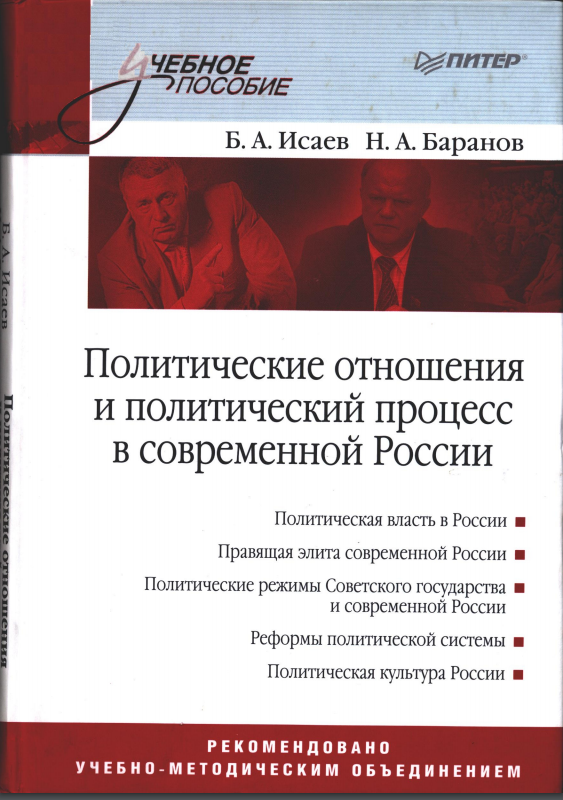 УЧЕБНОЕ
ПОСОБИЕ
ПИТЕР®
Б. А. Исаев Н. А. Баранов
Политические отношения
и политический процесс
в современной России
Политическая власть в России
Правящая элита современной России
Политические режимы Советского государства
и современной России
Реформы политической системы
Политическая культура России
РЕКОМЕНДОВАНО
УЧЕБНО-МЕТОДИЧЕСКИМ ОБЪЕДИНЕНИЕМ
Б. А. Исаев
Политические отношения